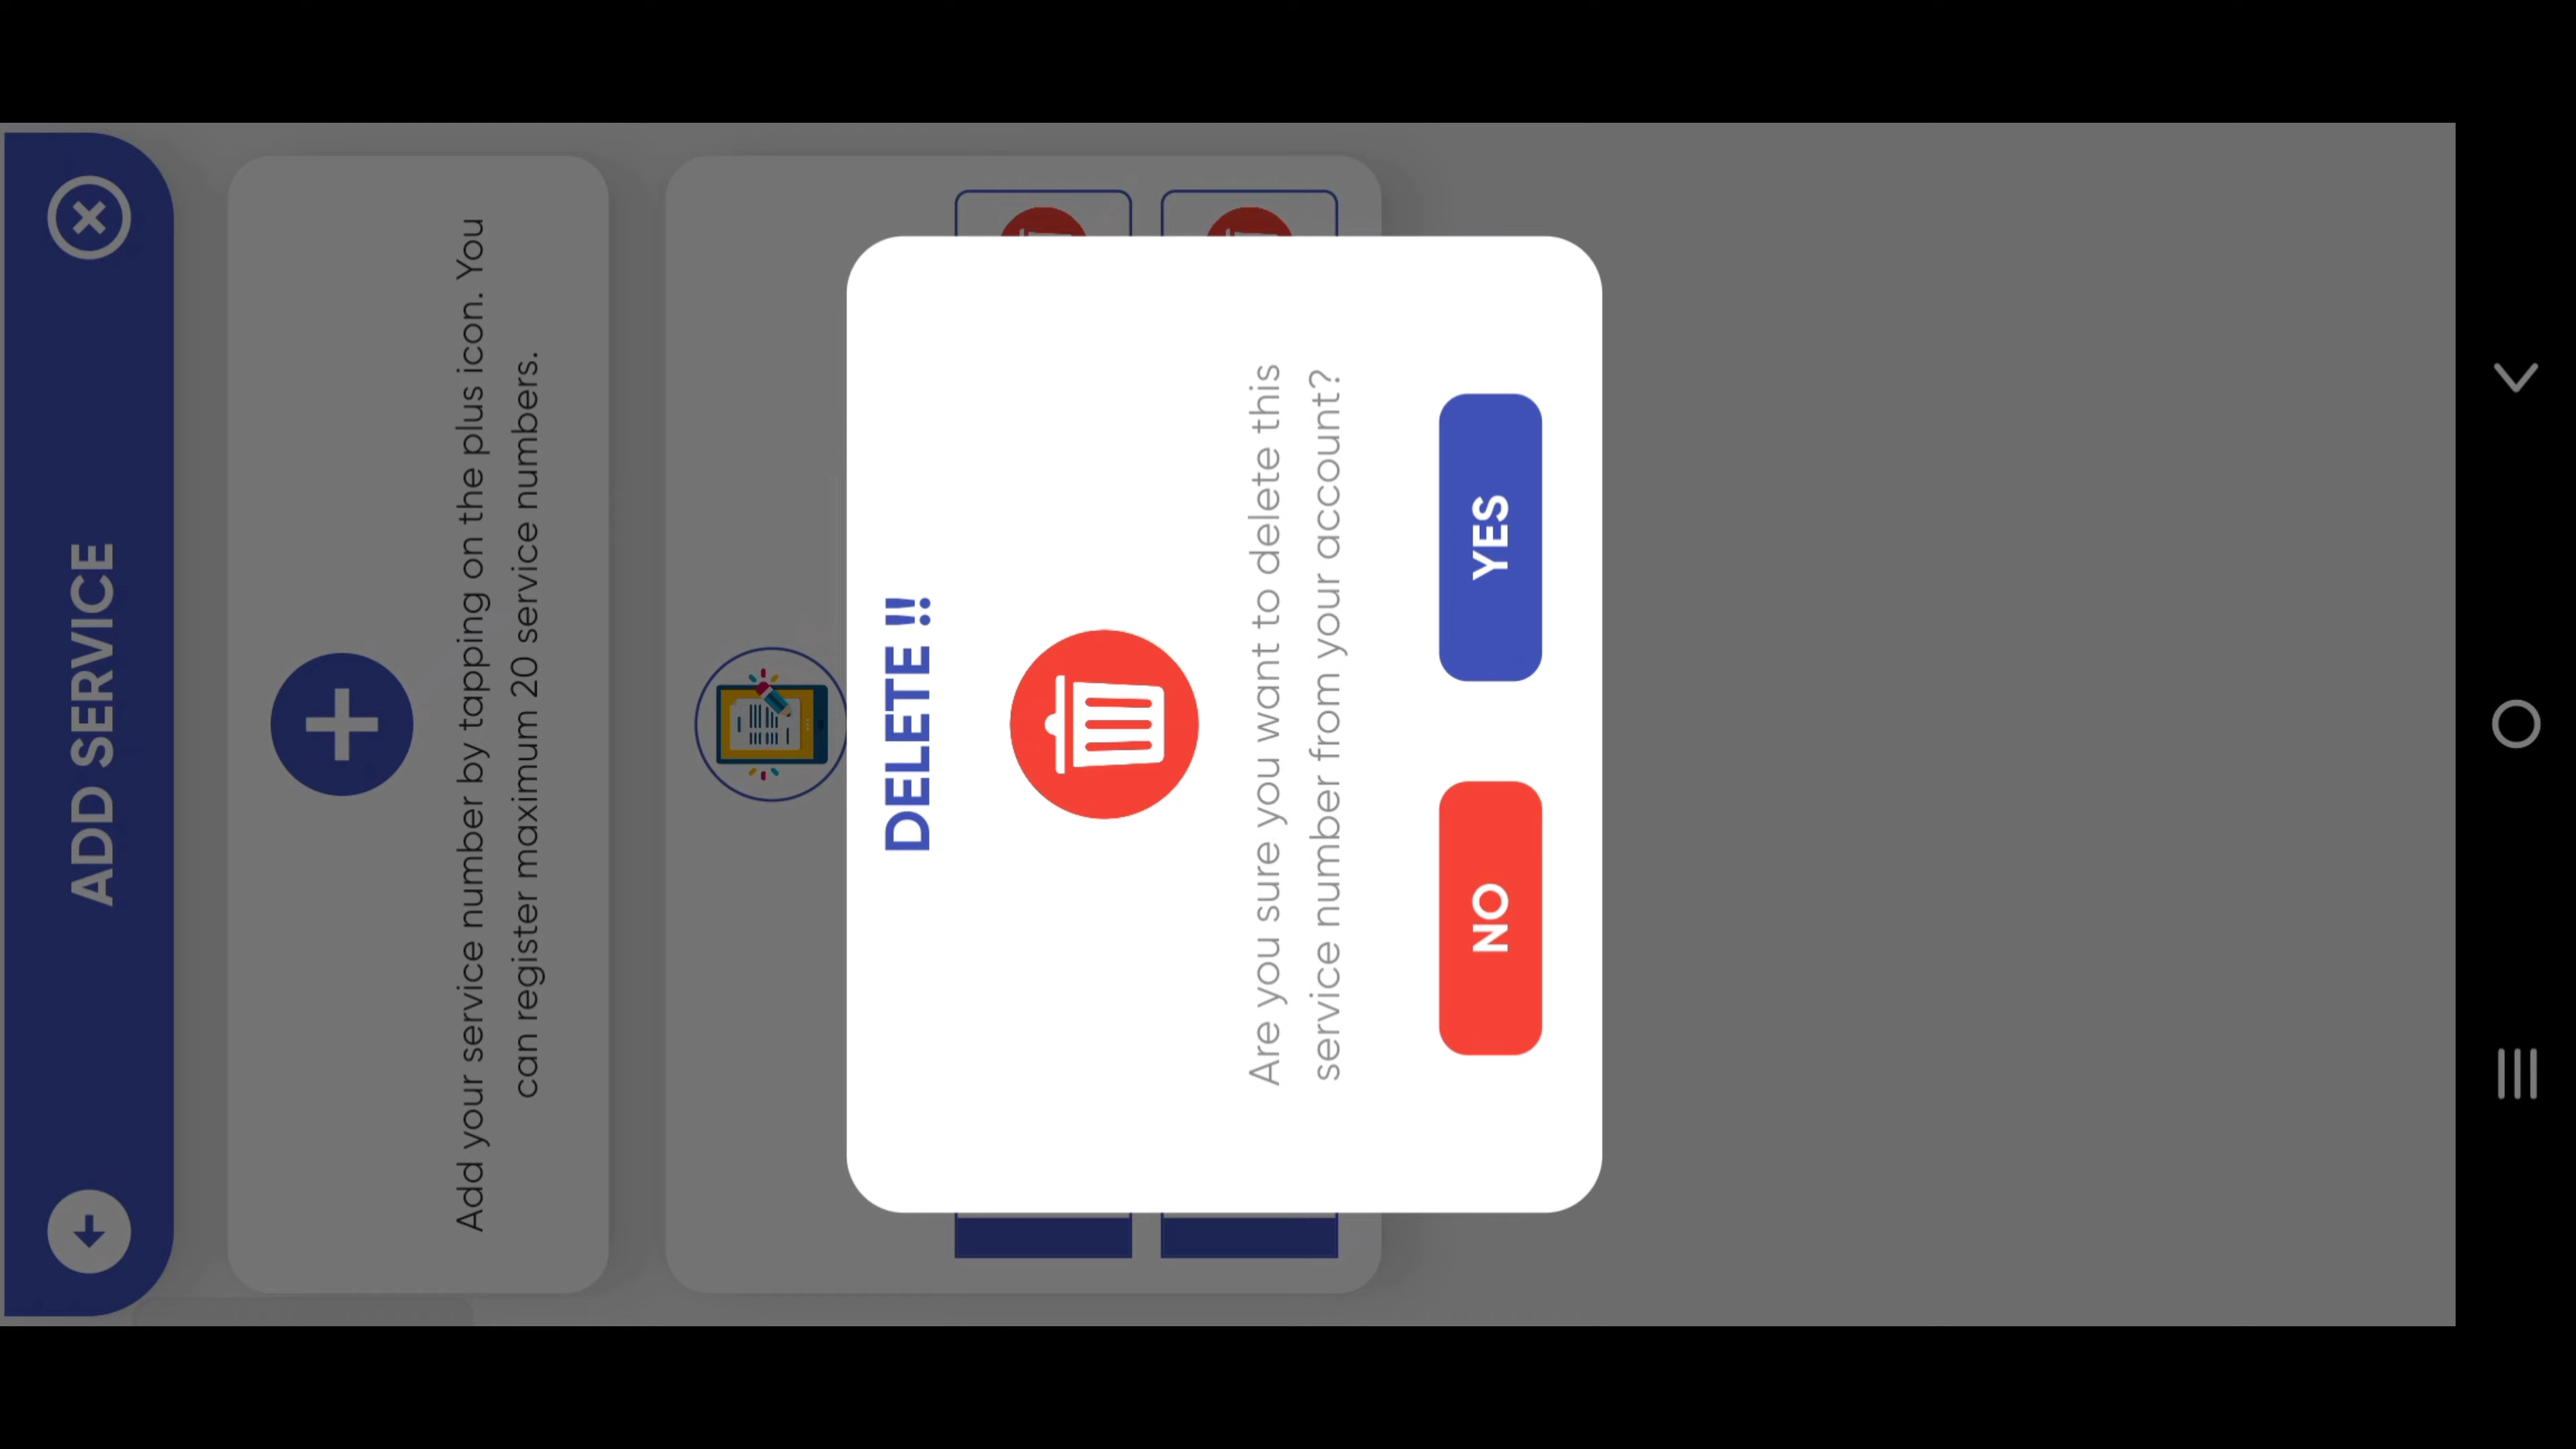 ADD SERVICE
Add your service number by tapping on the plus icon. You
can register maximum 20 service numbers.
DELETE !!
Are you sure you want to delete this
service number from your account?
NO
YES